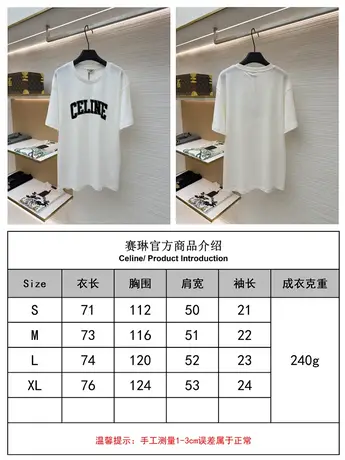 CELINE
赛琳官方商品介绍
Celine/ Product Introduction
Size 衣长 胸围 肩宽 袖长 成衣克重
S 71 112 50 21
M 73 116 51 22
L 74 120 52 23
XL 76 124 53 24
240g
温馨提示：手工测量1-3cm误差属于正常